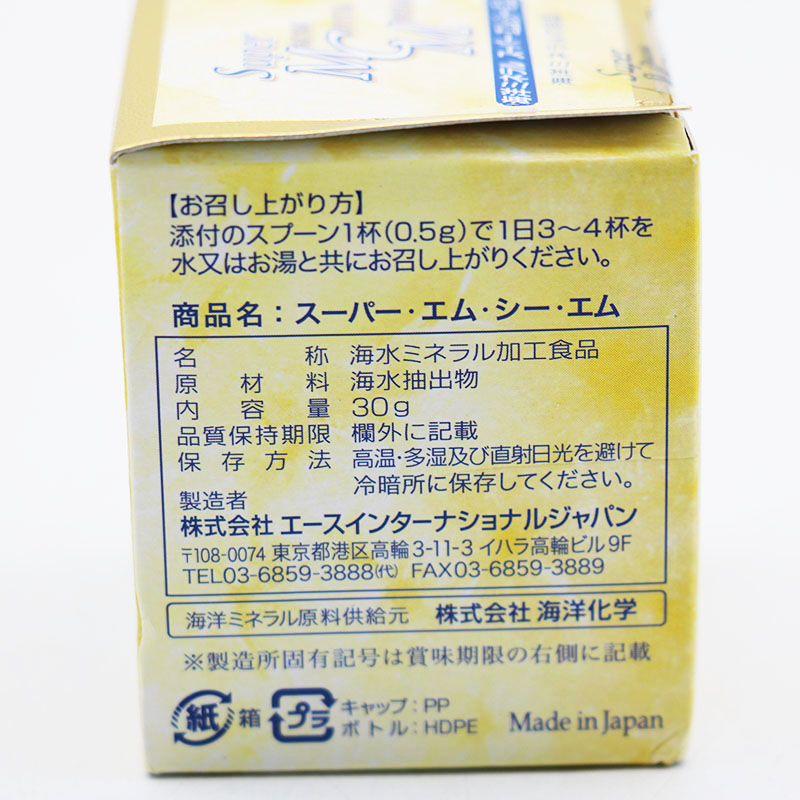 Super
MCM
【お召し上がり方】
添付のスプーン1杯(0.5g)で1日3〜4杯を
水又はお湯と共にお召し上がりください。
商品名：スーパー・エム・シー・エム
名称 海水ミネラル加工食品
原材料 海水抽出物
内容量 30g
品質保持期限 欄外に記載
保存方法 高温・多湿及び直射日光を避けて
冷暗所に保存してください。
製造者
株式会社 エースインターナショナルジャパン
〒108-0074 東京都港区高輪3-11-3 イハラ高輪ビル9F
TEL03-6859-3888(代) FAX03-6859-3889
海洋ミネラル原料供給元 株式会社 海洋化学
※製造所固有記号は賞味期限の右側に記載
紙 箱 プラ キャップ：PP
ボトル：HDPE
Made in Japan